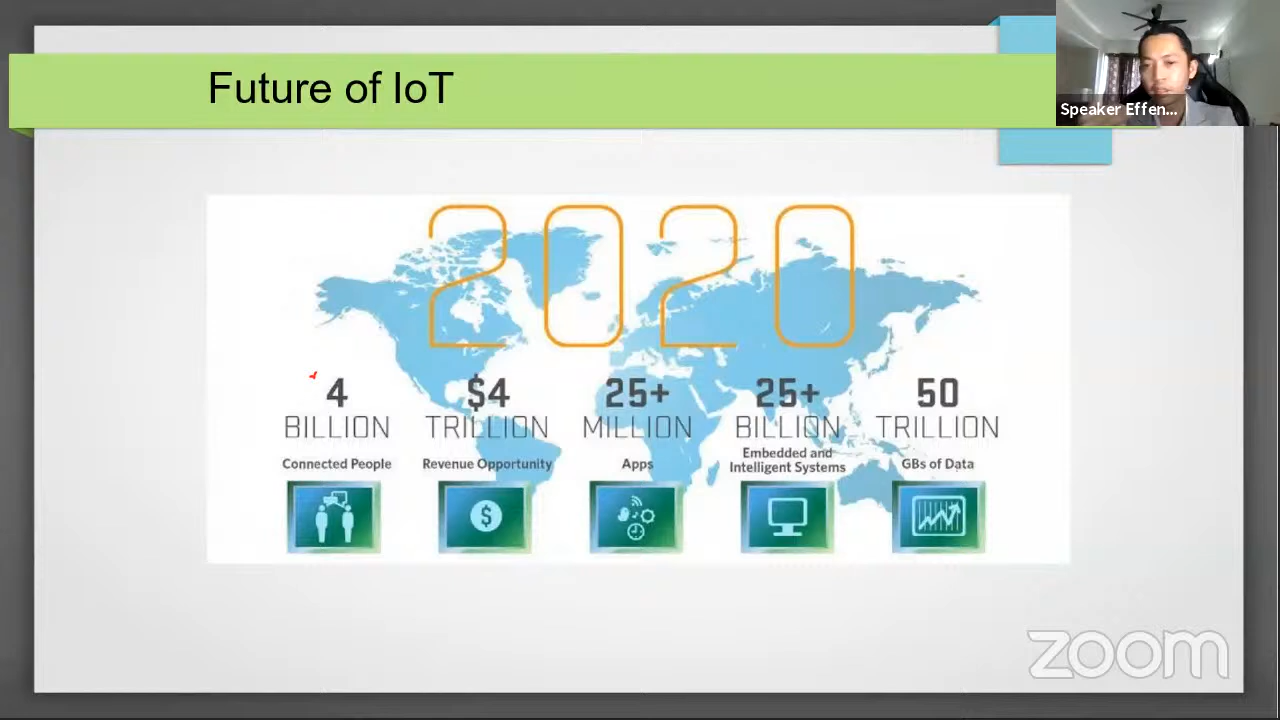 Future of IoT
Speaker Effen...
2020
4
BILLION
Connected People
$4
TRILLION
Revenue Opportunity
25+
MILLION
Apps
25+
BILLION
Embedded and
Intelligent Systems
50
TRILLION
GBs of Data
$
zoom